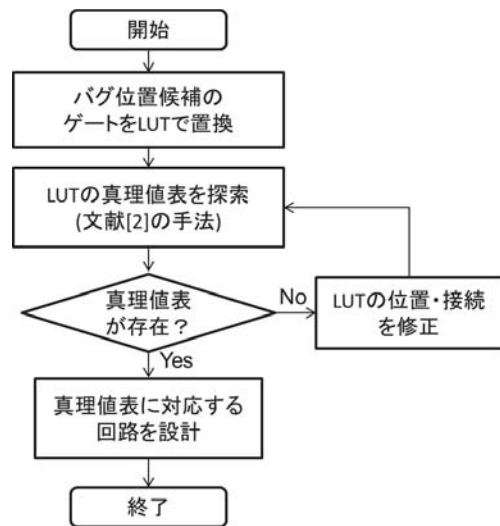 開始
バグ位置候補の
ゲートをLUTで置換
LUTの真理値表を探索
(文献[2]の手法)
真理値表
が存在？
No
LUTの位置・接続
を修正
Yes
真理値表に対応する
回路を設計
終了